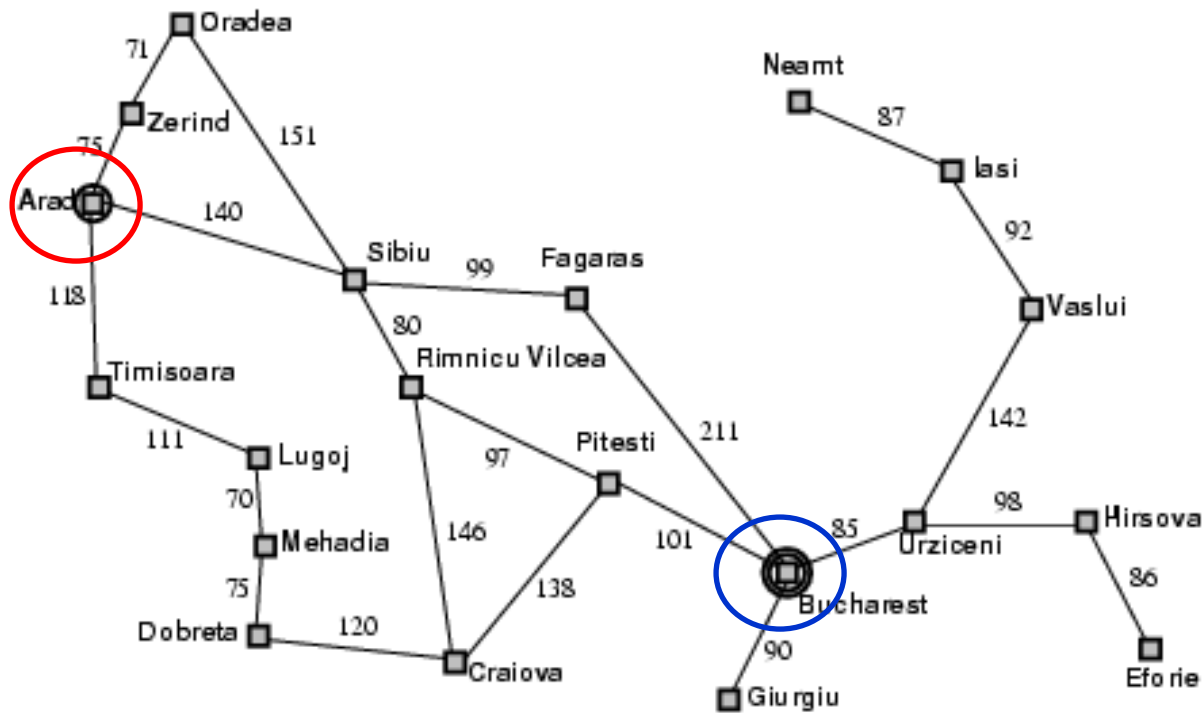 Oradea
71
Neamt
Zerind
87
151
75
Iasi
Arad
140
92
Sibiu
Fagaras
99
118
Vaslui
80
Rimnicu Vilcea
Timisoara
142
211
Pitesti
111
Lugoj
97
70
98
Hirsova
146
101
85
Urziceni
Mehadia
86
75
138
Bucharest
Dobreta
120
90
Craiova
Eforie
Giurgiu